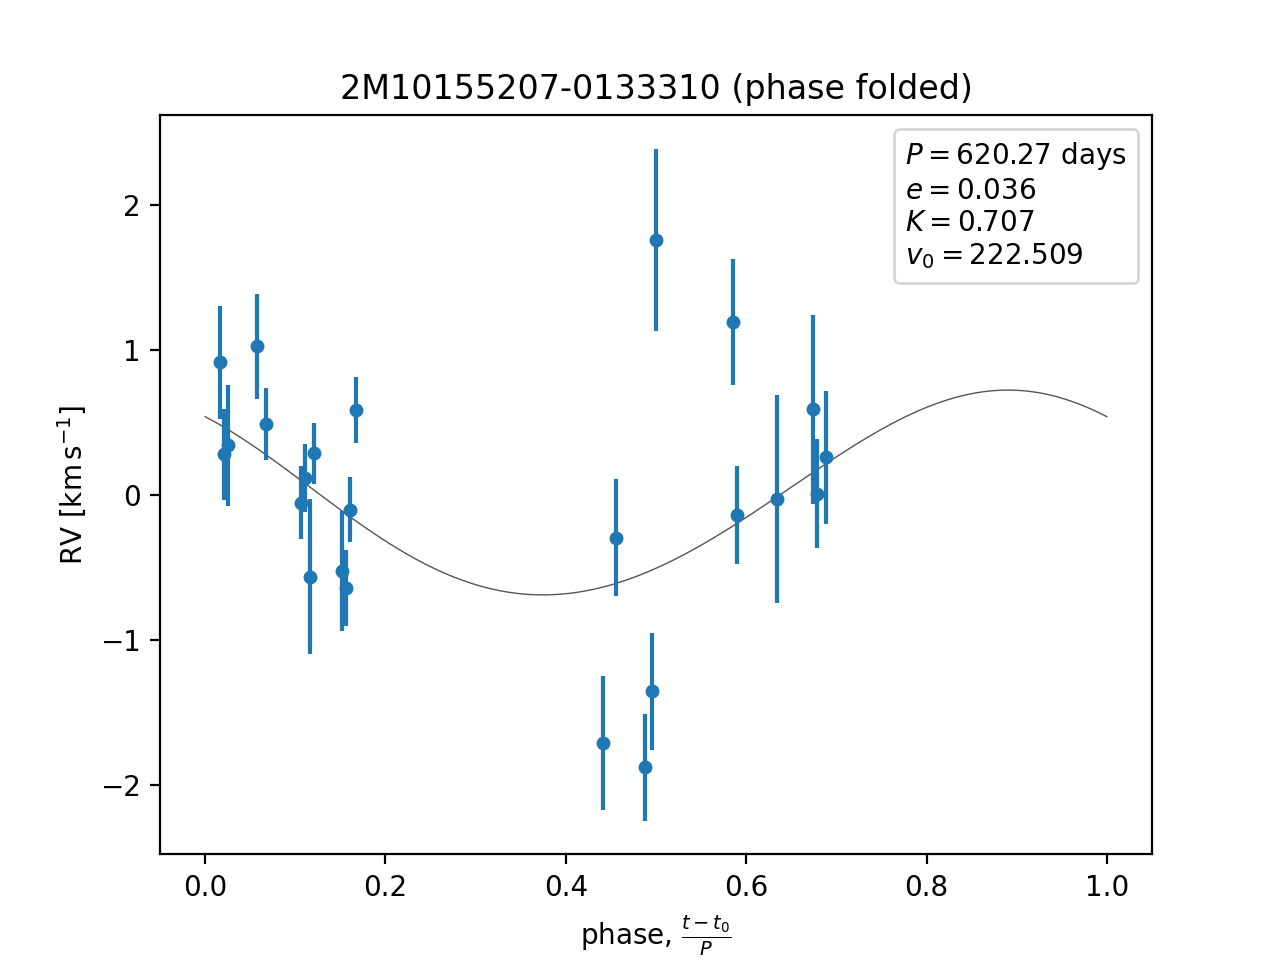 2M10155207-0133310 (phase folded)
P = 620.27 days
e = 0.036
K = 0.707
v₀ = 222.509
RV [km s⁻¹]
2
1
0
−1
−2
0.0 0.2 0.4 0.6 0.8 1.0
phase, (t − t₀)/P